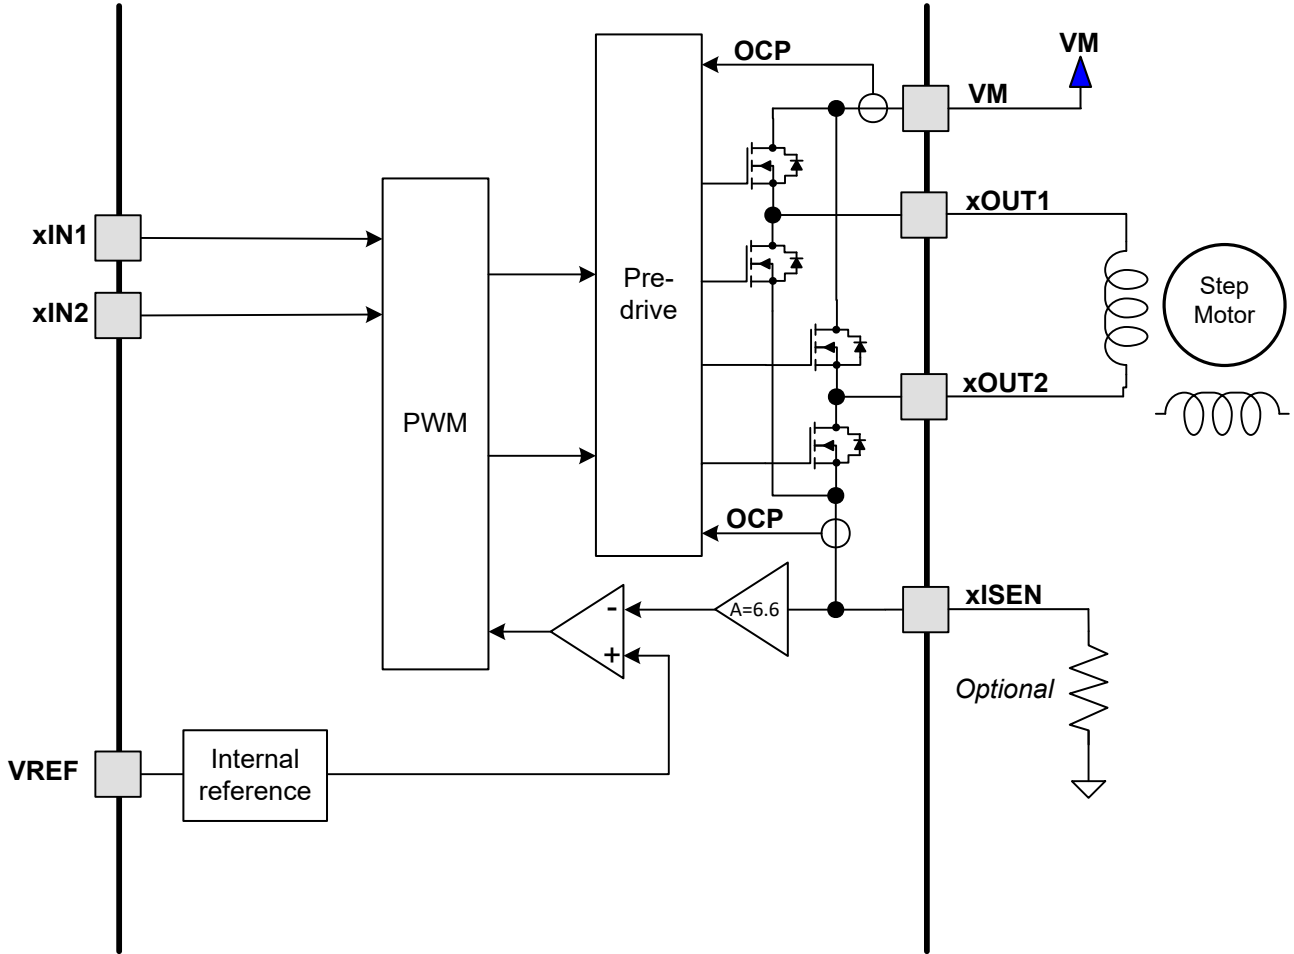 OCP
VM
VM
xOUT1
xIN1
xIN2
Pre-
drive
Step
Motor
xOUT2
PWM
OCP
xISEN
A=6.6
-
+
Optional
VREF
Internal
reference